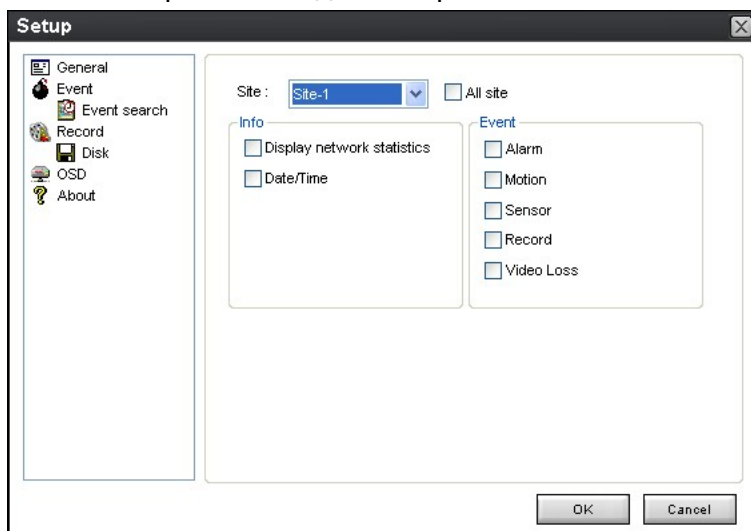 Setup
General
Event
Event search
Record
Disk
OSD
About
Site :
Site-1
All site
Info
Display network statistics
Date/Time
Event
Alarm
Motion
Sensor
Record
Video Loss
OK
Cancel